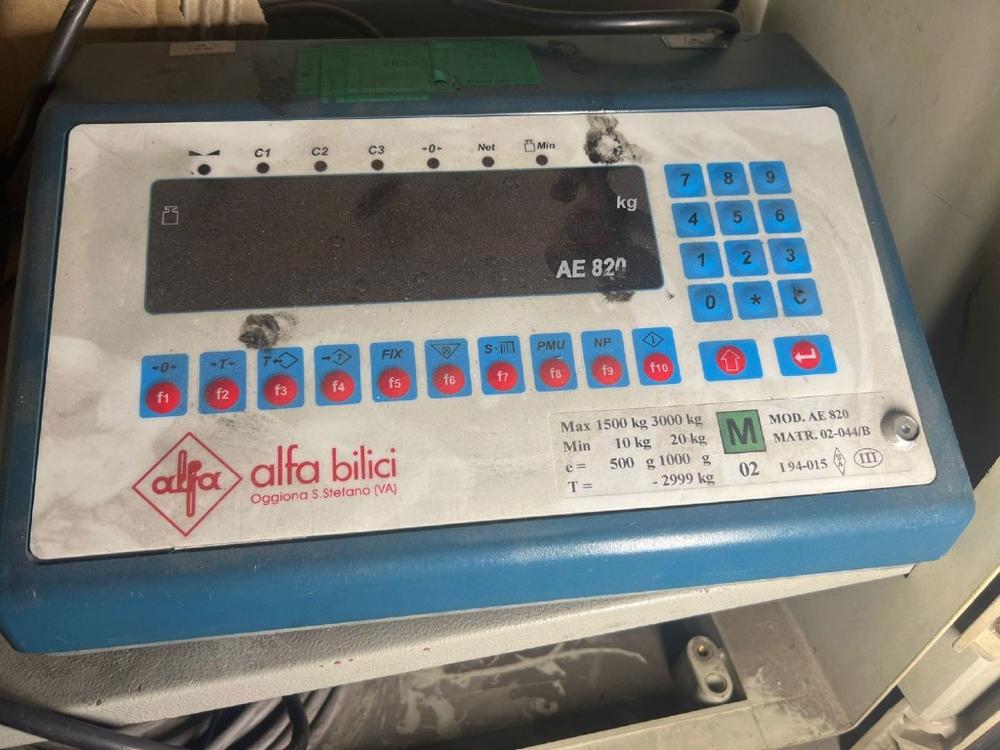 C1 C2 C3 →0← Net Min
kg
AE 820
7 8 9
4 5 6
1 2 3
0 * C
→0← →T← T FIX S PMU NP
f1 f2 f3 f4 f5 f6 f7 f8 f9 f10
alfa
alfa bilici
Oggiona S.Stefano (VA)
Max 1500 kg 3000 kg
Min 10 kg 20 kg
e = 500 g 1000 g
T = - 2999 kg
M
02
MOD. AE 820
MATR. 02-044/B
I 94-015 III